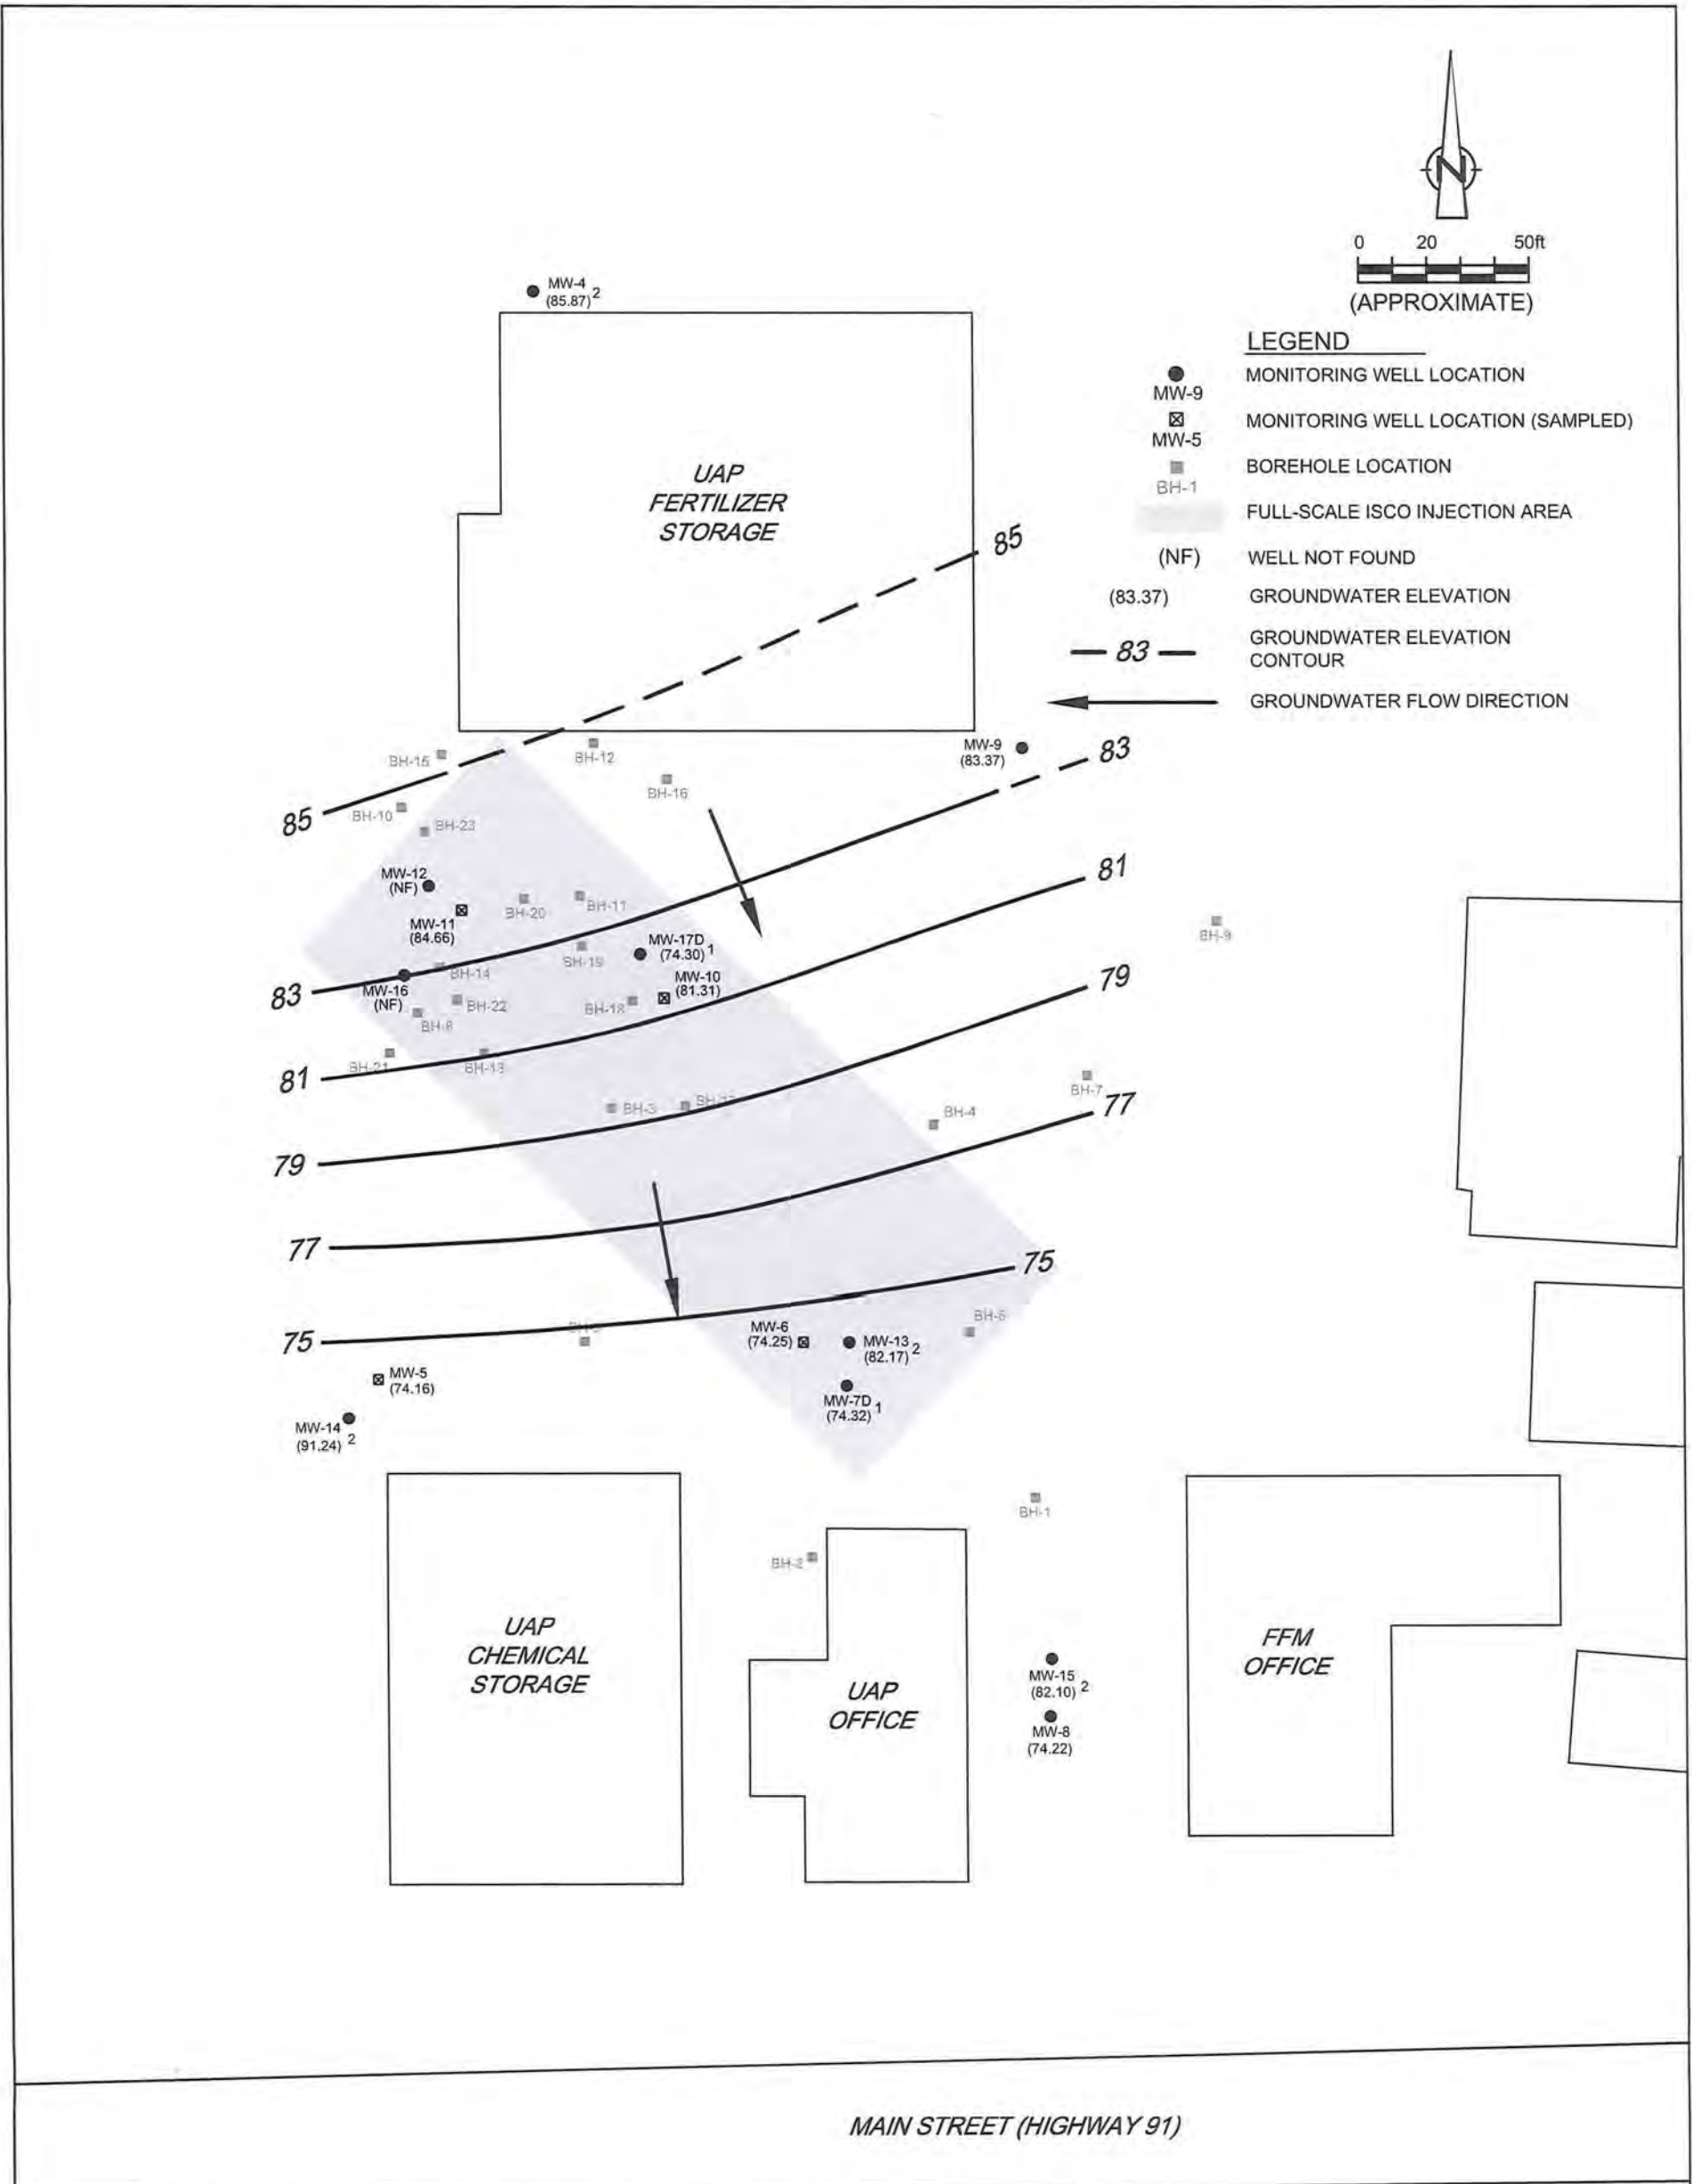 N
0 20 50ft
(APPROXIMATE)
LEGEND
MW-9 MONITORING WELL LOCATION
MW-5 MONITORING WELL LOCATION (SAMPLED)
BH-1 BOREHOLE LOCATION
FULL-SCALE ISCO INJECTION AREA
(NF) WELL NOT FOUND
(83.37) GROUNDWATER ELEVATION
83 GROUNDWATER ELEVATION
CONTOUR
GROUNDWATER FLOW DIRECTION
MW-4
(85.87) 2
UAP
FERTILIZER
STORAGE
85
MW-9
(83.37)
83
BH-15
BH-12
BH-16
85
BH-10
BH-23
MW-12
(NF)
MW-11
(84.66)
BH-20
BH-11
81
BH-9
MW-17D
(74.30) 1
BH-19
MW-10
(81.31)
BH-18
83
BH-14
MW-16
(NF)
BH-22
BH-8
79
81
BH-21
BH-13
BH-3
BH-4
BH-7
77
79
77
75
75
MW-6
(74.25)
MW-13
(82.17) 2
MW-7D
(74.32) 1
MW-5
(74.16)
MW-14
(91.24) 2
BH-1
BH-2
UAP
CHEMICAL
STORAGE
UAP
OFFICE
MW-15
(82.10) 2
MW-8
(74.22)
FFM
OFFICE
MAIN STREET (HIGHWAY 91)